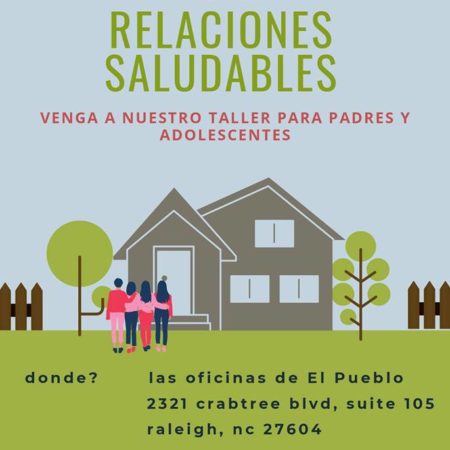 RELACIONES
SALUDABLES
VENGA A NUESTRO TALLER PARA PADRES Y
ADOLESCENTES
donde? las oficinas de El Pueblo
2321 crabtree blvd, suite 105
raleigh, nc 27604